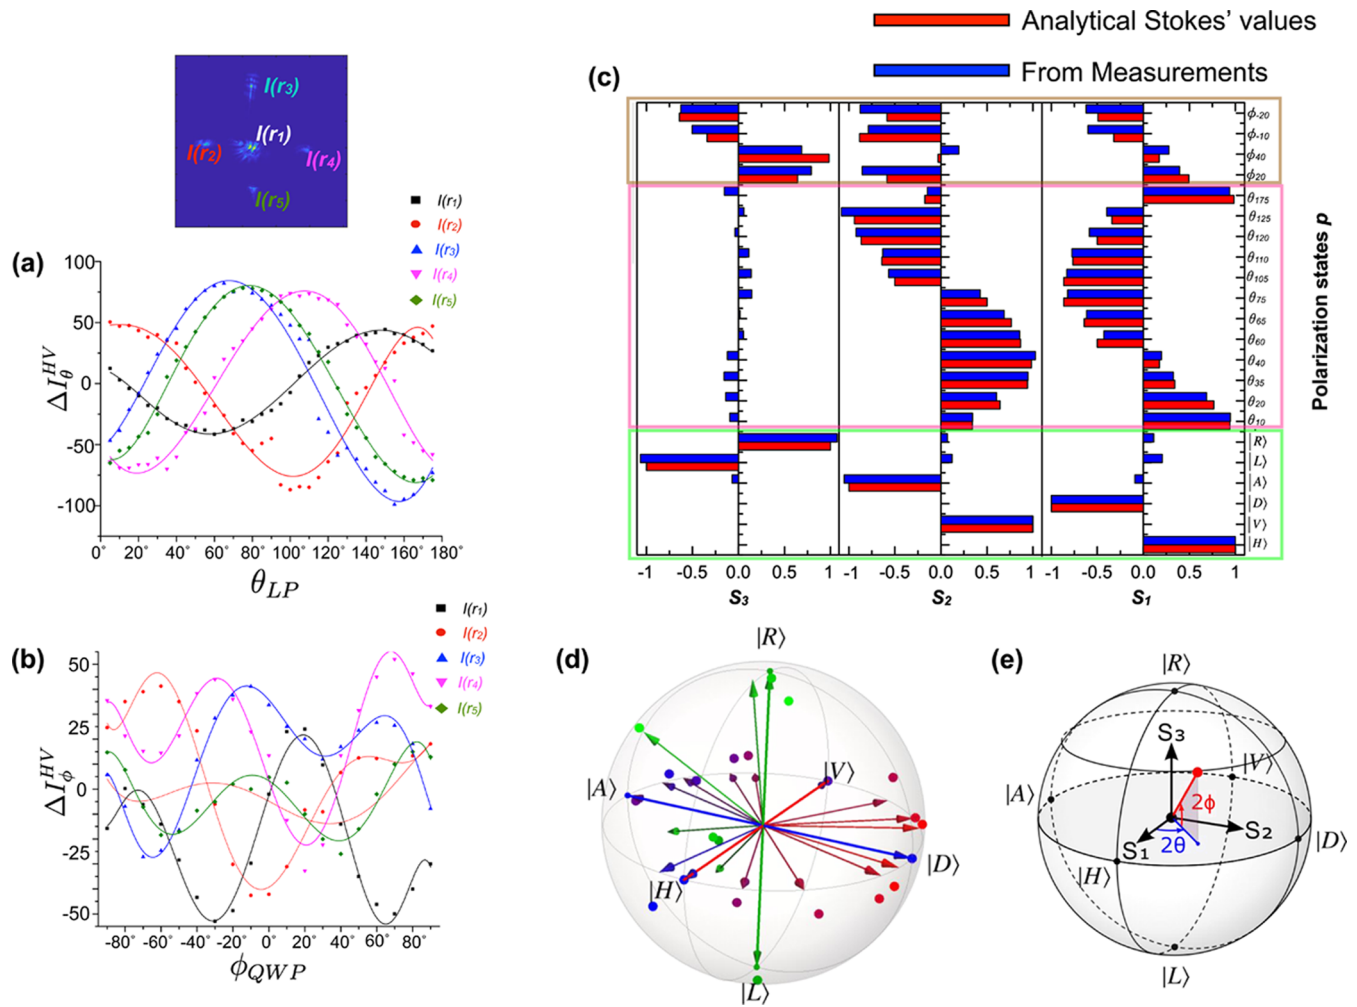 Analytical Stokes' values
From Measurements
I(r3)
I(r1)
I(r2)
I(r4)
I(r5)
(a)
I(r1)
I(r2)
I(r3)
I(r4)
I(r5)
ΔI_θ^HV
100
50
0
-50
-100
0° 20° 40° 60° 80° 100° 120° 140° 160° 180°
θ_LP
(b)
I(r1)
I(r2)
I(r3)
I(r4)
I(r5)
ΔI_ϕ^HV
50
25
0
-25
-50
-80° -60° -40° -20° 0° 20° 40° 60° 80°
ϕ_QWP
(c)
ϕ-20
ϕ-10
ϕ40
ϕ20
θ175
θ125
θ120
θ110
θ105
θ75
θ65
θ60
θ40
θ35
θ20
θ10
|R⟩
|L⟩
|A⟩
|D⟩
|V⟩
|H⟩
Polarization states p
-1 -0.5 0.0 0.5 1
-1 -0.5 0.0 0.5 1
-1 -0.5 0.0 0.5 1
S3
S2
S1
(d)
|R⟩
|A⟩
|V⟩
|H⟩
|D⟩
|L⟩
(e)
|R⟩
S3
|V⟩
|A⟩
2ϕ
S2
S1
2θ
|D⟩
|H⟩
|L⟩